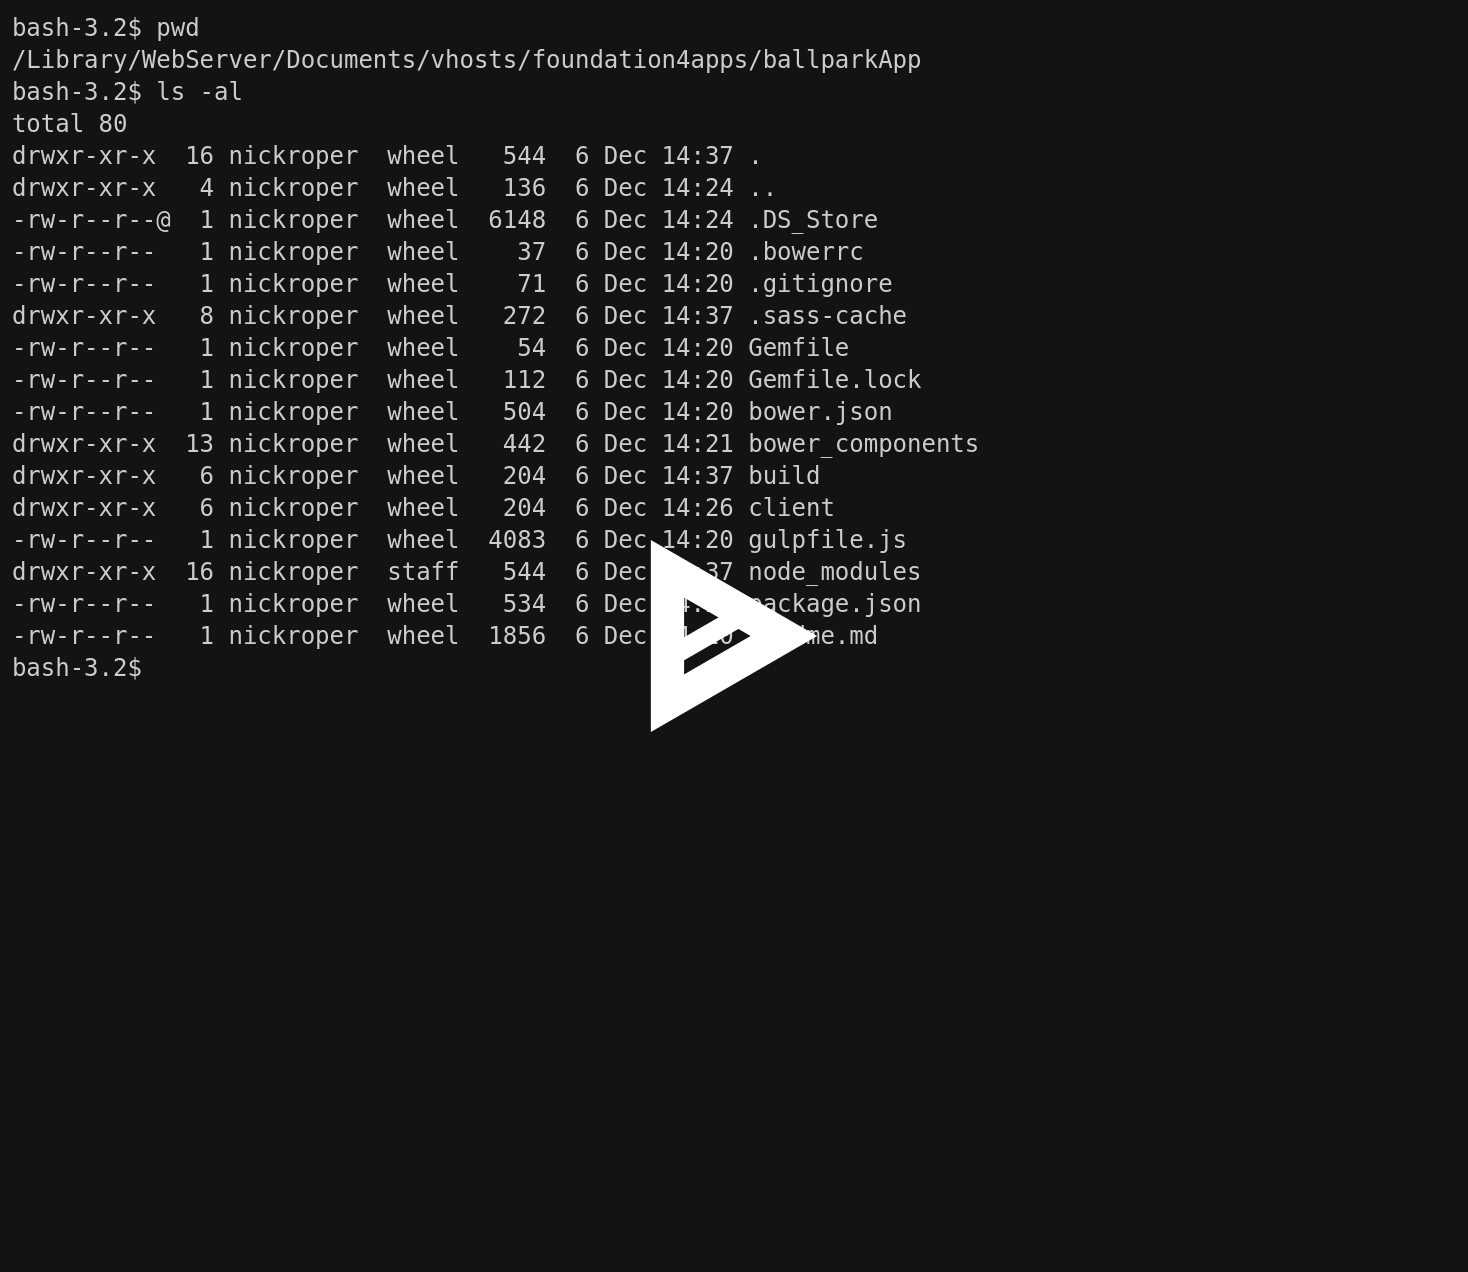 bash-3.2$ pwd
/Library/WebServer/Documents/vhosts/foundation4apps/ballparkApp
bash-3.2$ ls -al
total 80
drwxr-xr-x  16 nickroper  wheel   544  6 Dec 14:37 .
drwxr-xr-x   4 nickroper  wheel   136  6 Dec 14:24 ..
-rw-r--r--@  1 nickroper  wheel  6148  6 Dec 14:24 .DS_Store
-rw-r--r--   1 nickroper  wheel    37  6 Dec 14:20 .bowerrc
-rw-r--r--   1 nickroper  wheel    71  6 Dec 14:20 .gitignore
drwxr-xr-x   8 nickroper  wheel   272  6 Dec 14:37 .sass-cache
-rw-r--r--   1 nickroper  wheel    54  6 Dec 14:20 Gemfile
-rw-r--r--   1 nickroper  wheel   112  6 Dec 14:20 Gemfile.lock
-rw-r--r--   1 nickroper  wheel   504  6 Dec 14:20 bower.json
drwxr-xr-x  13 nickroper  wheel   442  6 Dec 14:21 bower_components
drwxr-xr-x   6 nickroper  wheel   204  6 Dec 14:37 build
drwxr-xr-x   6 nickroper  wheel   204  6 Dec 14:26 client
-rw-r--r--   1 nickroper  wheel  4083  6 Dec 14:20 gulpfile.js
drwxr-xr-x  16 nickroper  staff   544  6 Dec node_modules
-rw-r--r--   1 nickroper  wheel   534  6 Dec package.json
-rw-r--r--   1 nickroper  wheel  1856  6 Dec
bash-3.2$